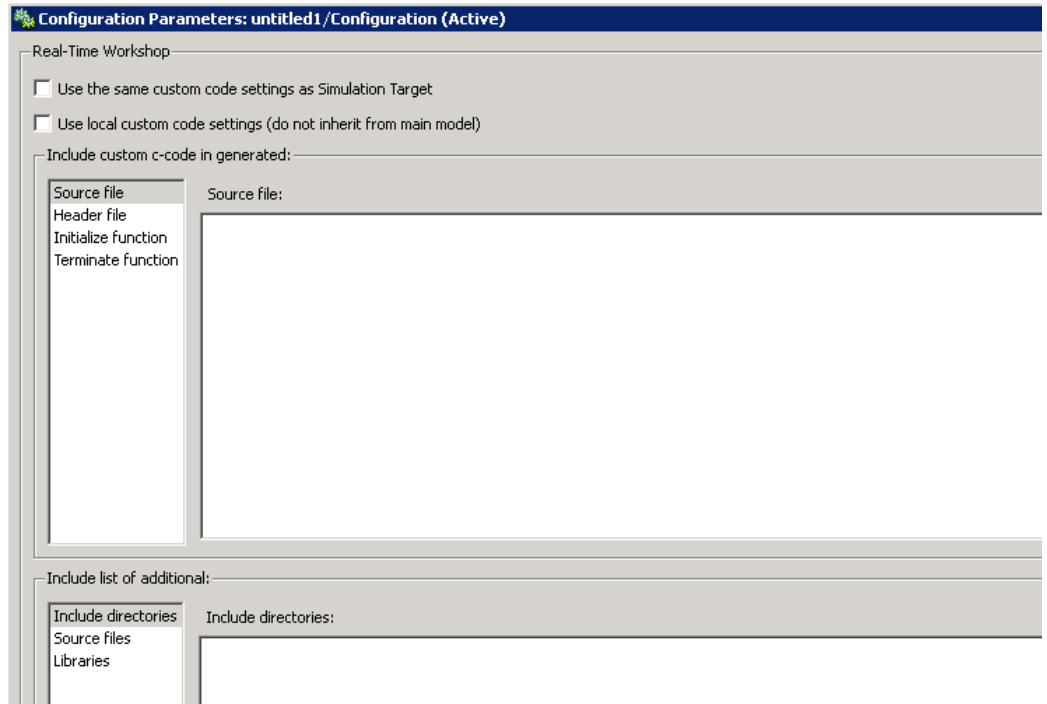 Configuration Parameters: untitled1/Configuration (Active)
Real-Time Workshop
Use the same custom code settings as Simulation Target
Use local custom code settings (do not inherit from main model)
Include custom c-code in generated:
Source file
Header file
Initialize function
Terminate function
Source file:
Include list of additional:
Include directories
Source files
Libraries
Include directories: